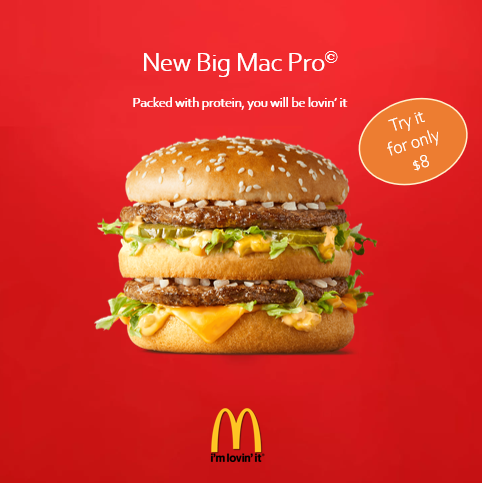 New Big Mac Pro©
Packed with protein, you will be lovin' it
Try it
for only
$8
i'm lovin' it